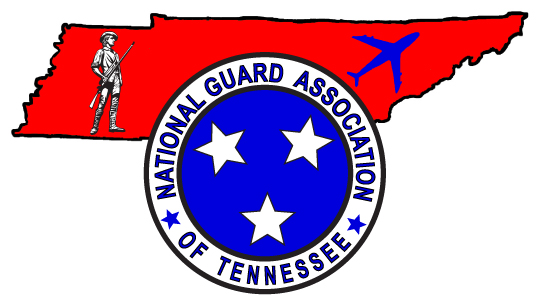 NATIONAL GUARD ASSOCIATION
OF TENNESSEE